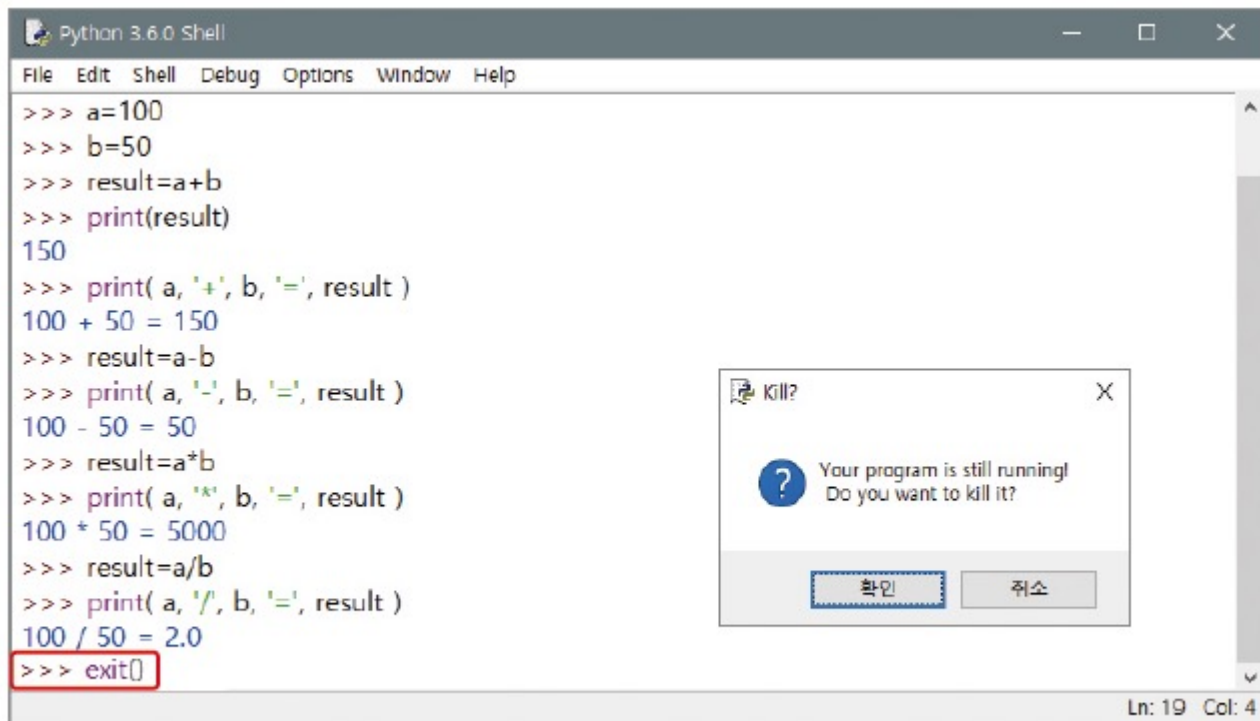 Python 3.6.0 Shell
File Edit Shell Debug Options Window Help
>>> a=100
>>> b=50
>>> result=a+b
>>> print(result)
150
>>> print( a, '+', b, '=', result )
100 + 50 = 150
>>> result=a-b
>>> print( a, '-', b, '=', result )
100 - 50 = 50
>>> result=a*b
>>> print( a, '*', b, '=', result )
100 * 50 = 5000
>>> result=a/b
>>> print( a, '/', b, '=', result )
100 / 50 = 2.0
>>> exit()
Kill?
Your program is still running!
Do you want to kill it?
확인 취소
Ln: 19 Col: 4